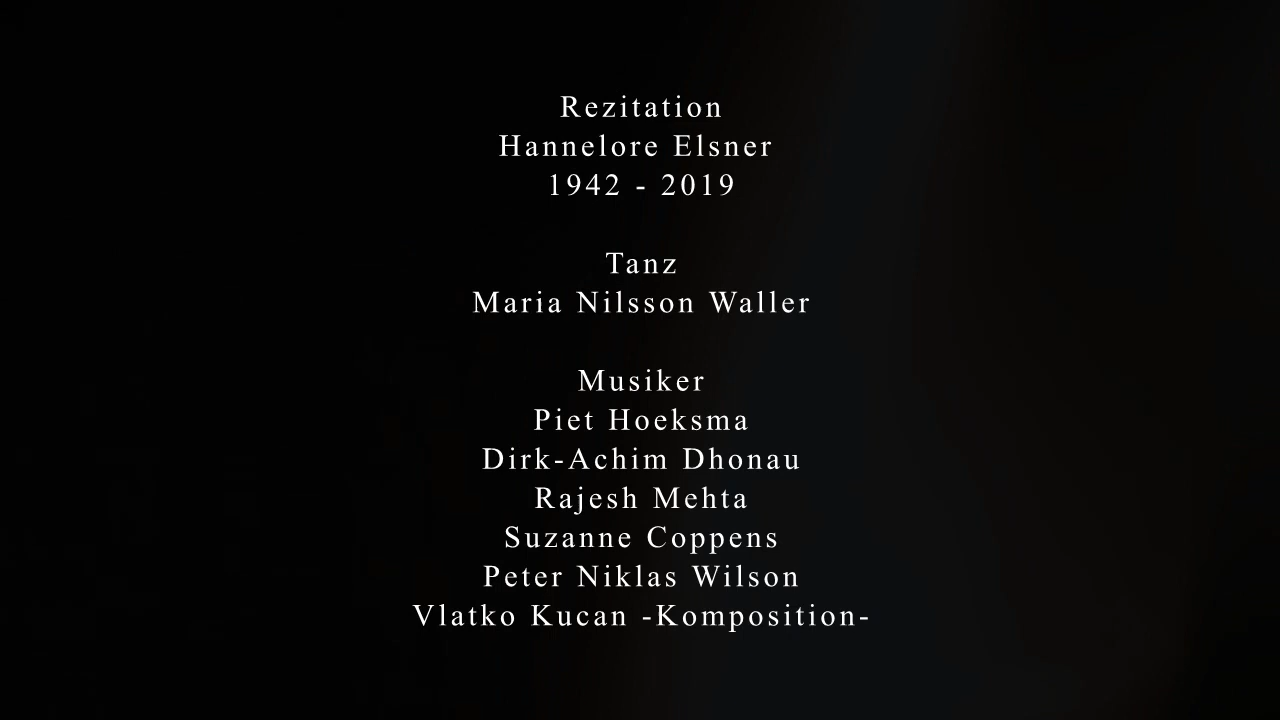 Rezitation
Hannelore Elsner
1942 - 2019
Tanz
Maria Nilsson Waller
Musiker
Piet Hoeksma
Dirk-Achim Dhonau
Rajesh Mehta
Suzanne Coppens
Peter Niklas Wilson
Vlatko Kucan -Komposition-